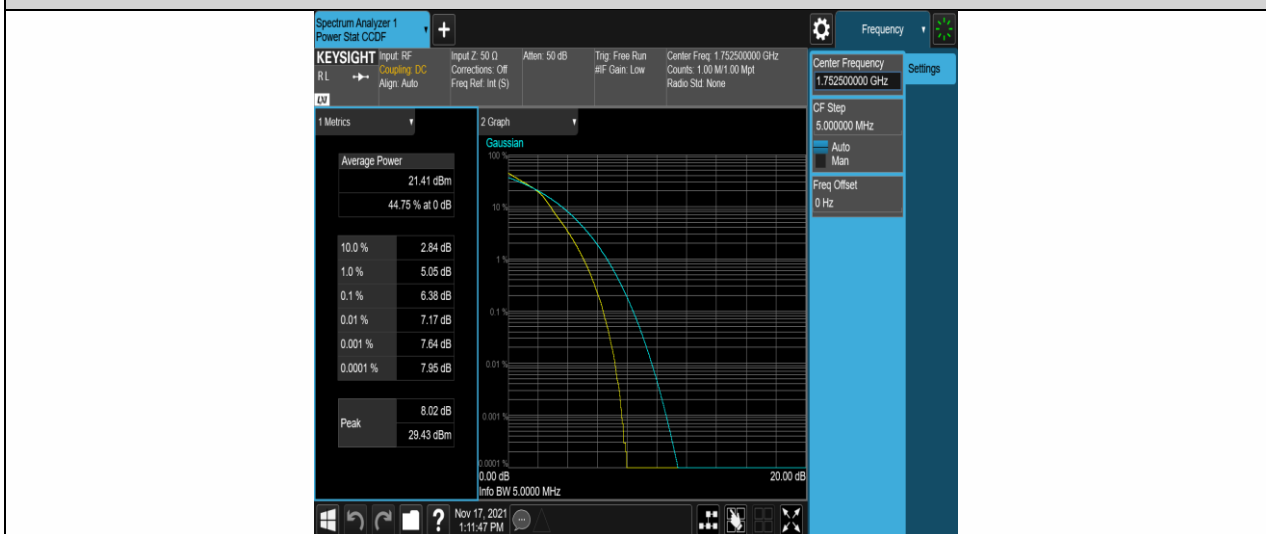 Spectrum Analyzer 1
Power Stat CCDF
+
Frequency
KEYSIGHT
RL
LXI
Input: RF
Coupling: DC
Align: Auto
Input Z: 50 Ω
Corrections: Off
Freq Ref: Int (S)
Atten: 50 dB
Trig: Free Run
#IF Gain: Low
Center Freq: 1.752500000 GHz
Counts: 1.00 M/1.00 Mpt
Radio Std: None
Center Frequency
1.752500000 GHz
Settings
CF Step
5.000000 MHz
Auto
Man
Freq Offset
0 Hz
1 Metrics
Average Power
21.41 dBm
44.75 % at 0 dB
10.0 % 2.84 dB
1.0 % 5.05 dB
0.1 % 6.38 dB
0.01 % 7.17 dB
0.001 % 7.64 dB
0.0001 % 7.95 dB
Peak 8.02 dB
29.43 dBm
2 Graph
Gaussian
100 %
10 %
1 %
0.1 %
0.01 %
0.001 %
0.0001 %
0.00 dB 20.00 dB
Info BW 5.0000 MHz
?
Nov 17, 2021
1:11:47 PM